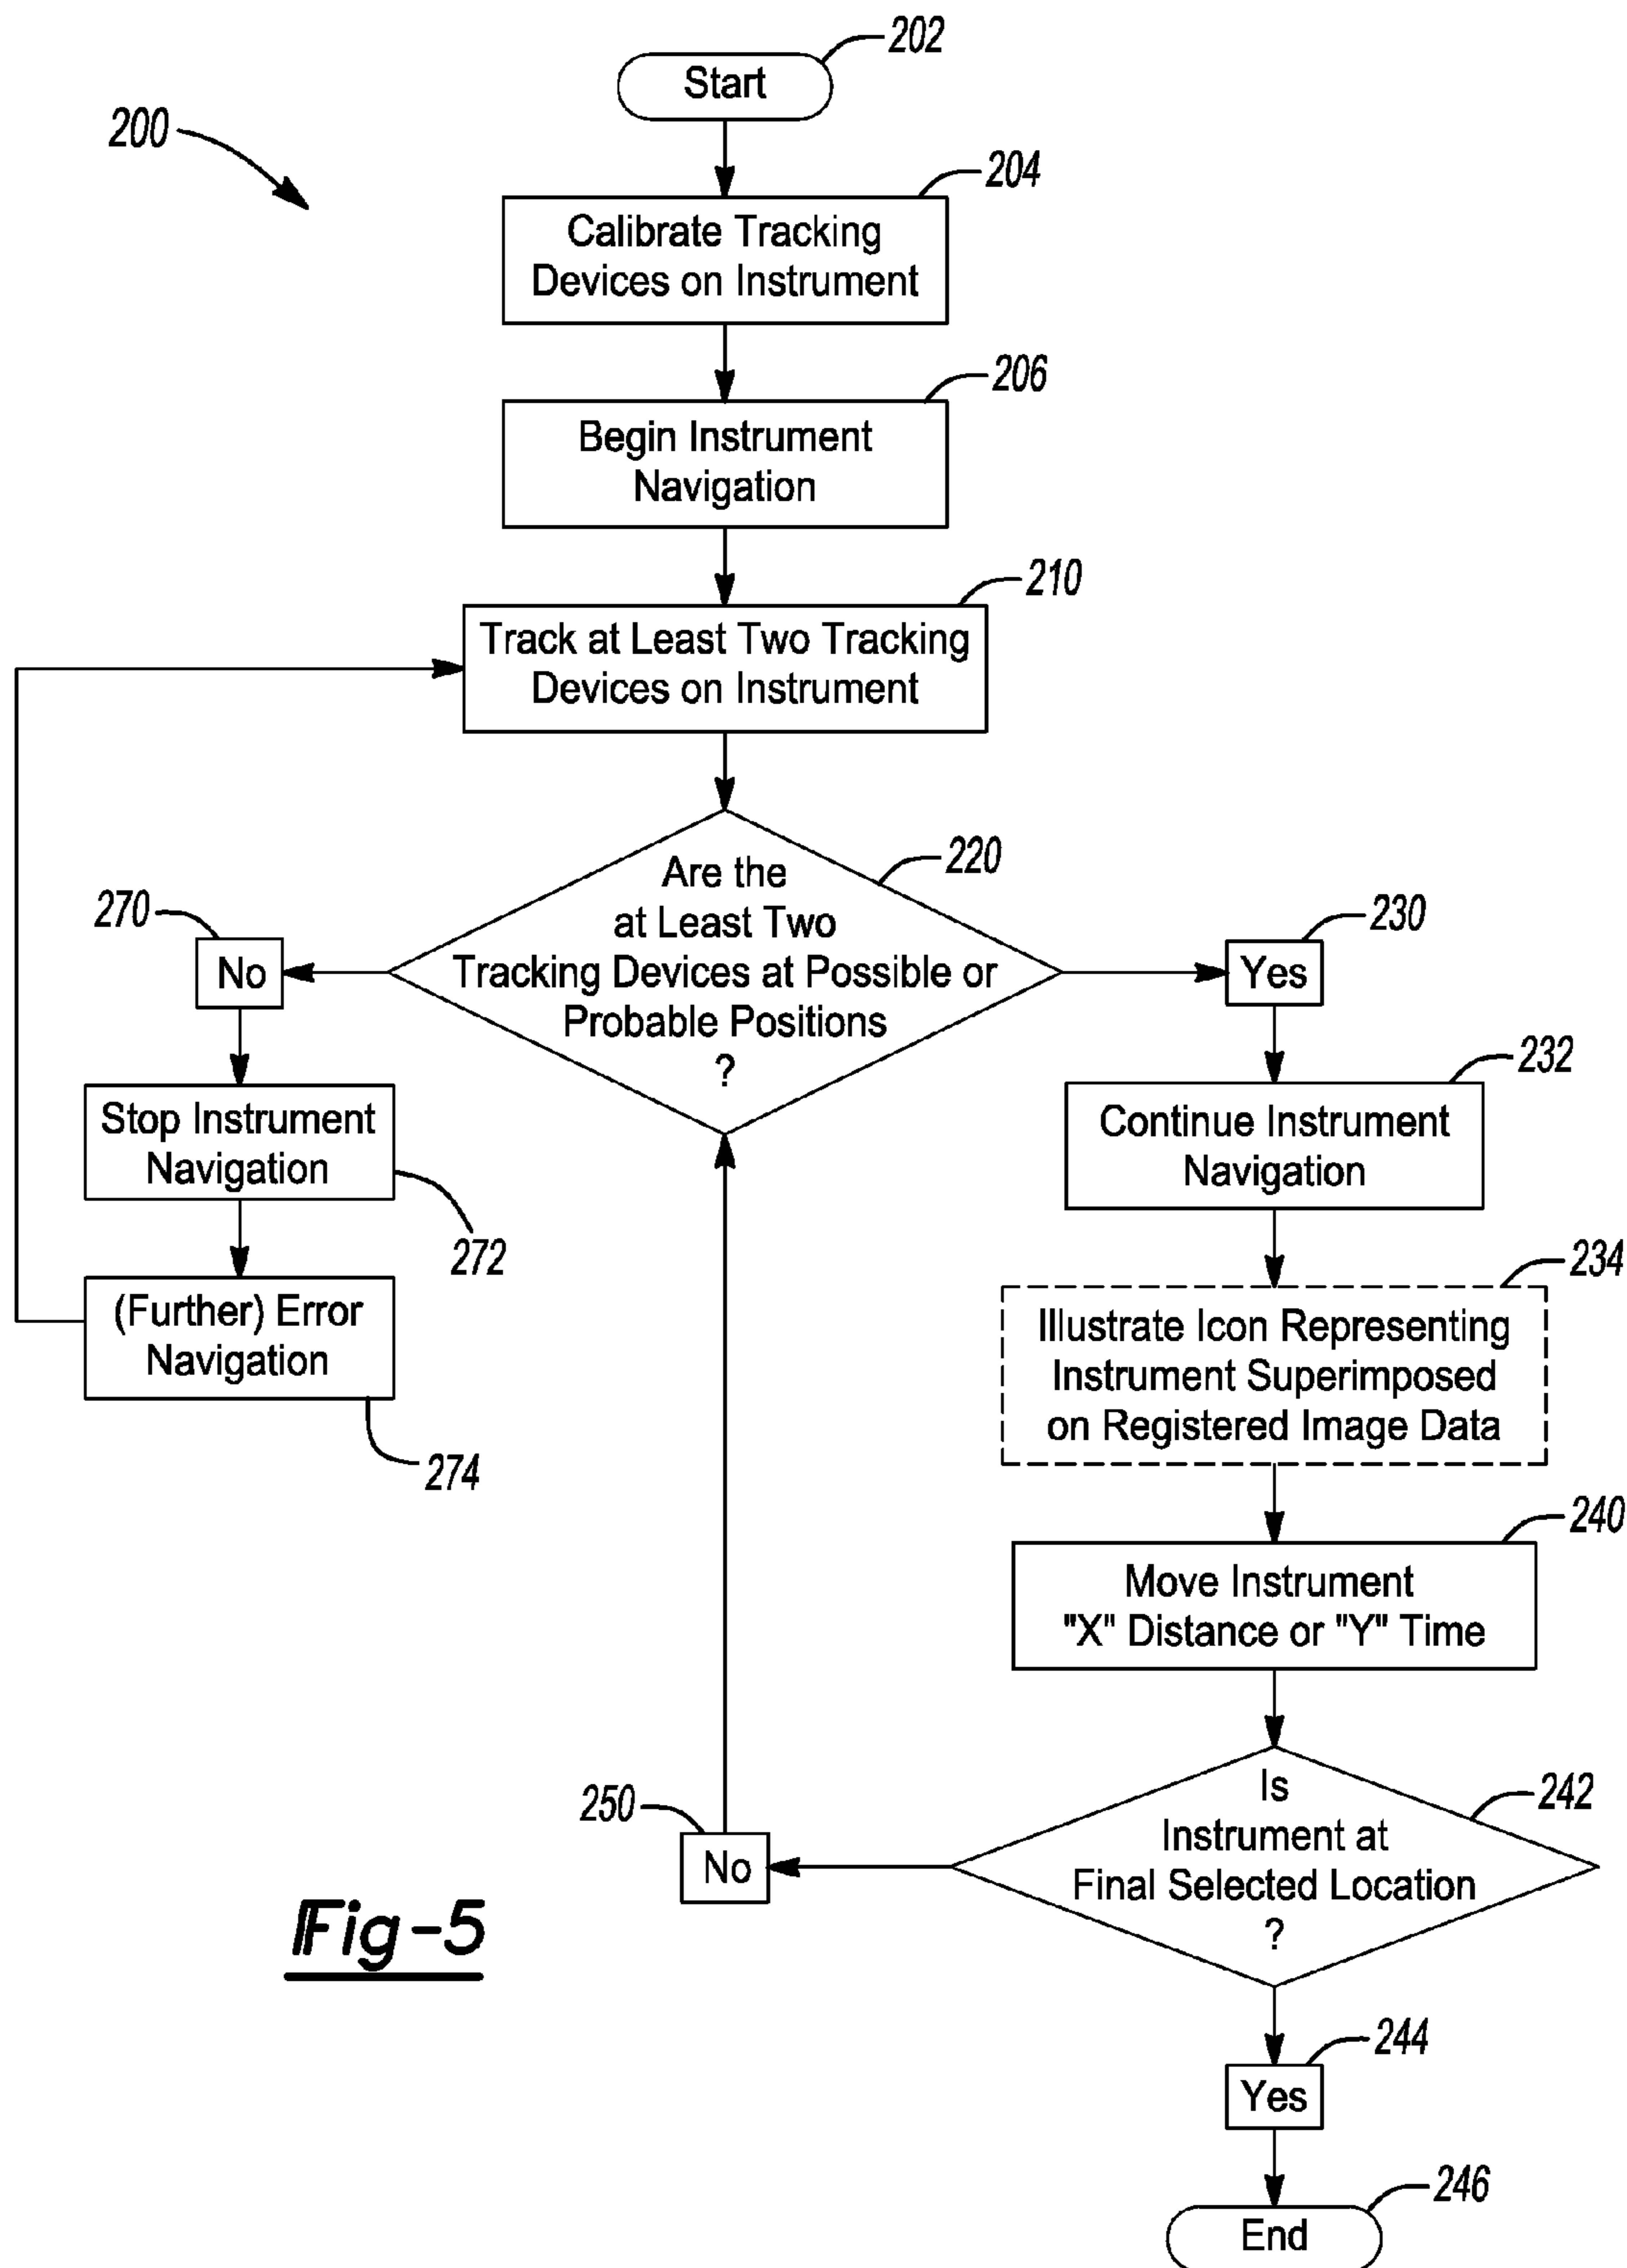 202
Start
200
204
Calibrate Tracking
Devices on Instrument
206
Begin Instrument
Navigation
210
Track at Least Two Tracking
Devices on Instrument
220
Are the
at Least Two
Tracking Devices at Possible or
Probable Positions
?
270
No
230
Yes
Stop Instrument
Navigation
272
232
Continue Instrument
Navigation
(Further) Error
Navigation
274
234
Illustrate Icon Representing
Instrument Superimposed
on Registered Image Data
240
Move Instrument
"X" Distance or "Y" Time
242
Is
Instrument at
Final Selected Location
?
250
No
244
Yes
246
End
Fig-5